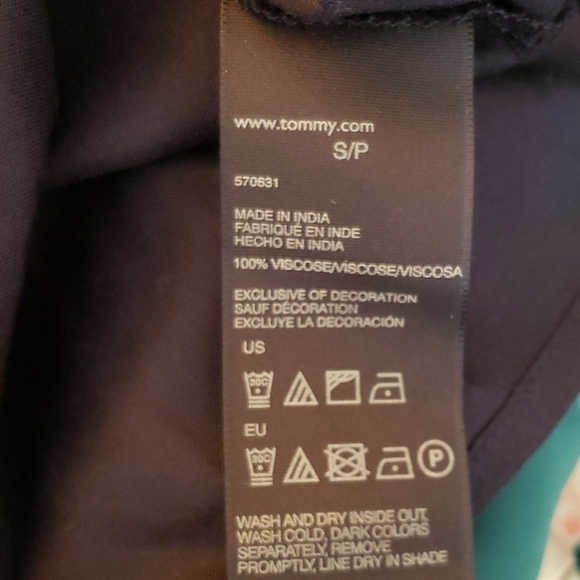 www.tommy.com
S/P
570631
MADE IN INDIA
FABRIQUÉ EN INDE
HECHO EN INDIA
100% VISCOSE/VISCOSE/VISCOSA
EXCLUSIVE OF DECORATION
SAUF DÉCORATION
EXCLUYE LA DECORACIÓN
US
30C
EU
30C P
WASH AND DRY INSIDE OUT,
WASH COLD, DARK COLORS
SEPARATELY, REMOVE
PROMPTLY, LINE DRY IN SHADE